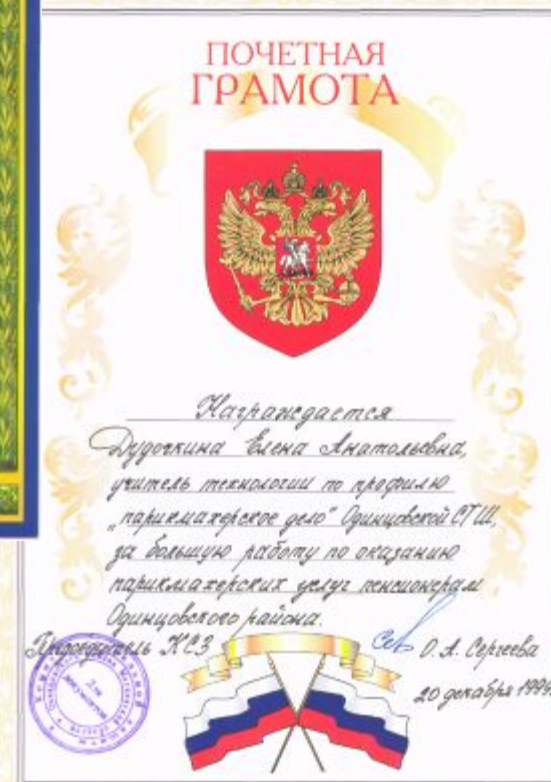 ПОЧЕТНАЯ
ГРАМОТА
Награждается
Дудочкина Елена Анатольевна,
учитель технологии по профилю
„парикмахерское дело" Одинцовской СТШ,
за большую работу по оказанию
парикмахерских услуг пенсионерам
Одинцовского района.
Председатель КСЗ О.А. Сергеева
20 декабря 1999г.